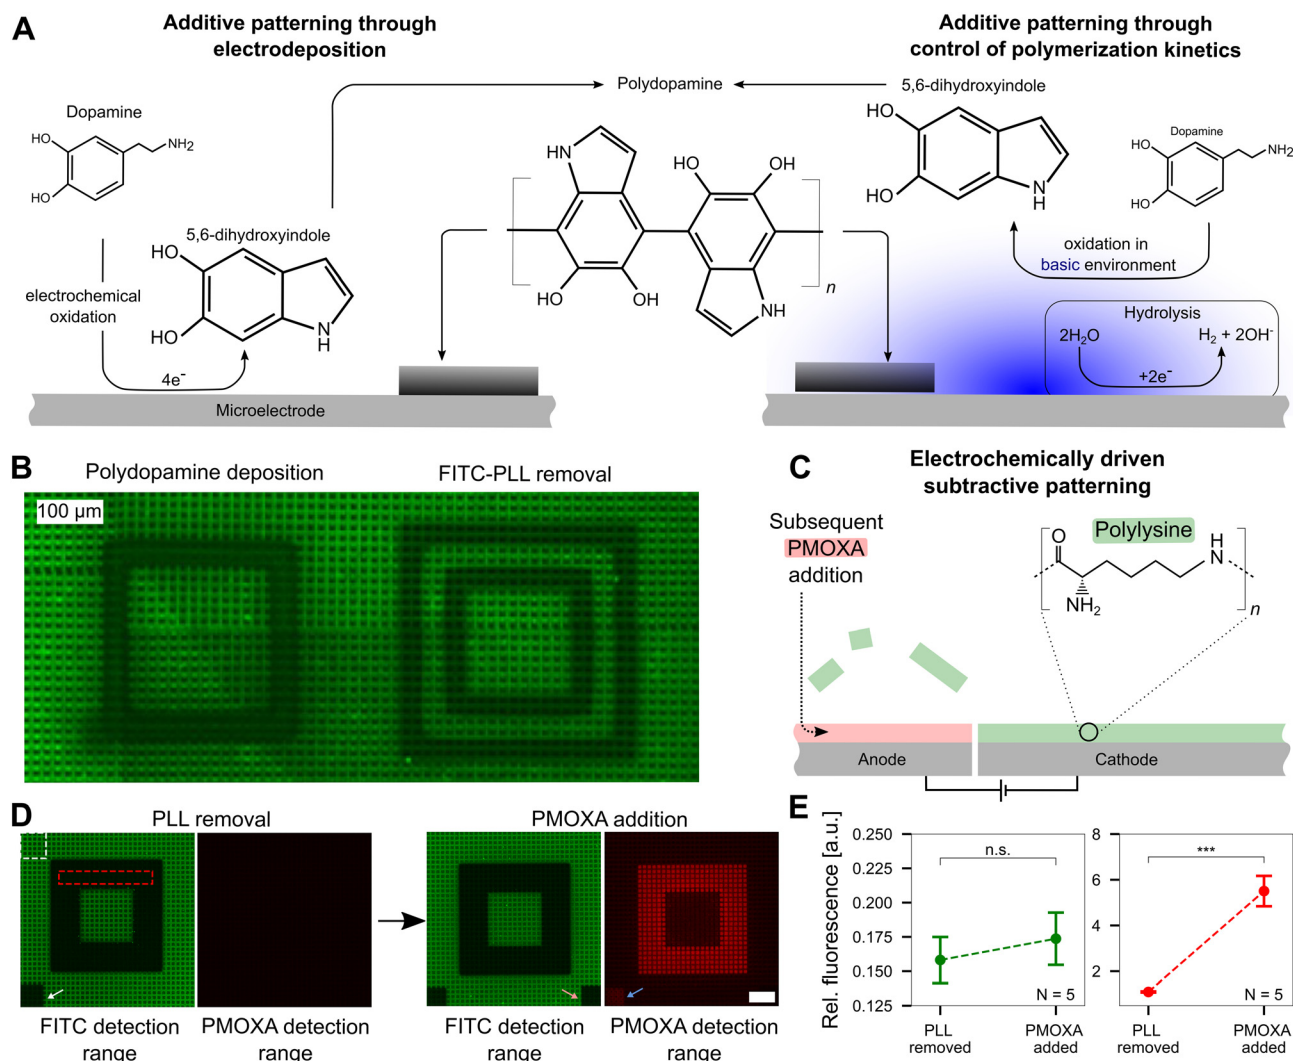 A
Additive patterning through
electrodeposition
Additive patterning through
control of polymerization kinetics
Dopamine
HO
HO
NH2
electrochemical
oxidation
4e-
5,6-dihydroxyindole
HO
HO
N
H
Microelectrode
Polydopamine
HN
HO
OH
HO
OH
NH
n
5,6-dihydroxyindole
HO
HO
N
H
Dopamine
HO
HO
NH2
oxidation in
basic environment
Hydrolysis
2H2O
H2 + 2OH-
+2e-
B
Polydopamine deposition
FITC-PLL removal
100 µm
C
Electrochemically driven
subtractive patterning
Subsequent
PMOXA
addition
Polylysine
O
H
N
NH2
n
Anode
Cathode
D
PLL removal
PMOXA addition
FITC detection
range
PMOXA detection
range
FITC detection
range
PMOXA detection
range
E
Rel. fluorescence [a.u.]
0.250
0.225
0.200
0.175
0.150
0.125
n.s.
N = 5
PLL
removed
PMOXA
added
8
6
4
2
***
N = 5
PLL
removed
PMOXA
added